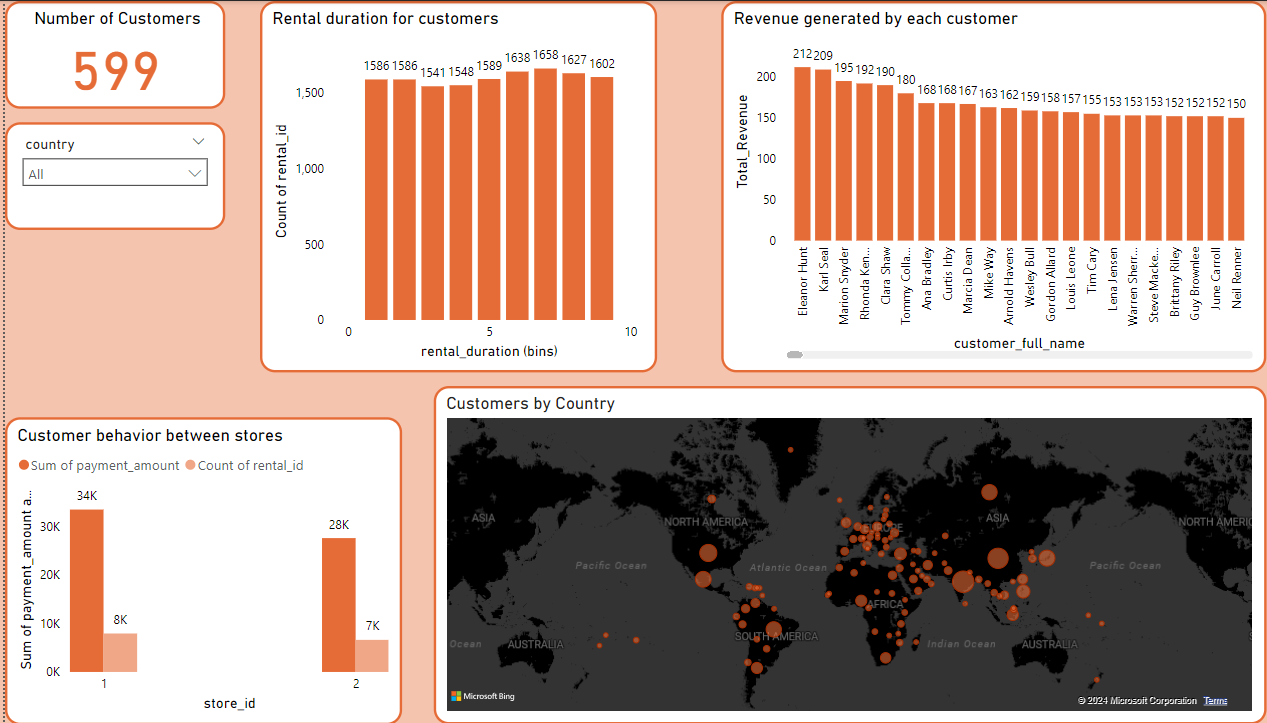 Number of Customers
599
country
All
Rental duration for customers
1586 1586 1541 1548 1589 1638 1658 1627 1602
1,500
1,000
500
0
Count of rental_id
0 5 10
rental_duration (bins)
Revenue generated by each customer
212 209 195 192 190 180 168 168 167 163 162 159 158 157 155 153 153 153 152 152 152 150
200
150
100
50
0
Total_Revenue
Eleanor Hunt
Karl Seal
Marion Snyder
Rhonda Ken...
Clara Shaw
Tommy Colla...
Ana Bradley
Curtis Irby
Marcia Dean
Mike Way
Arnold Havens
Wesley Bull
Gordon Allard
Louis Leone
Tim Cary
Lena Jensen
Warren Sherr...
Steve Macke...
Brittany Riley
Guy Brownlee
June Carroll
Neil Renner
customer_full_name
Customer behavior between stores
Sum of payment_amount Count of rental_id
34K
8K
28K
7K
30K
20K
10K
0K
Sum of payment_amount a...
1 2
store_id
Customers by Country
ASIA
NORTH AMERICA
EUROPE
ASIA
NORTH AMERIC
Pacific Ocean
Atlantic Ocean
Pacific Ocean
AFRICA
SOUTH AMERICA
Ocean
AUSTRALIA
Indian Ocean
AUSTRALIA
Microsoft Bing
© 2024 Microsoft Corporation Terms